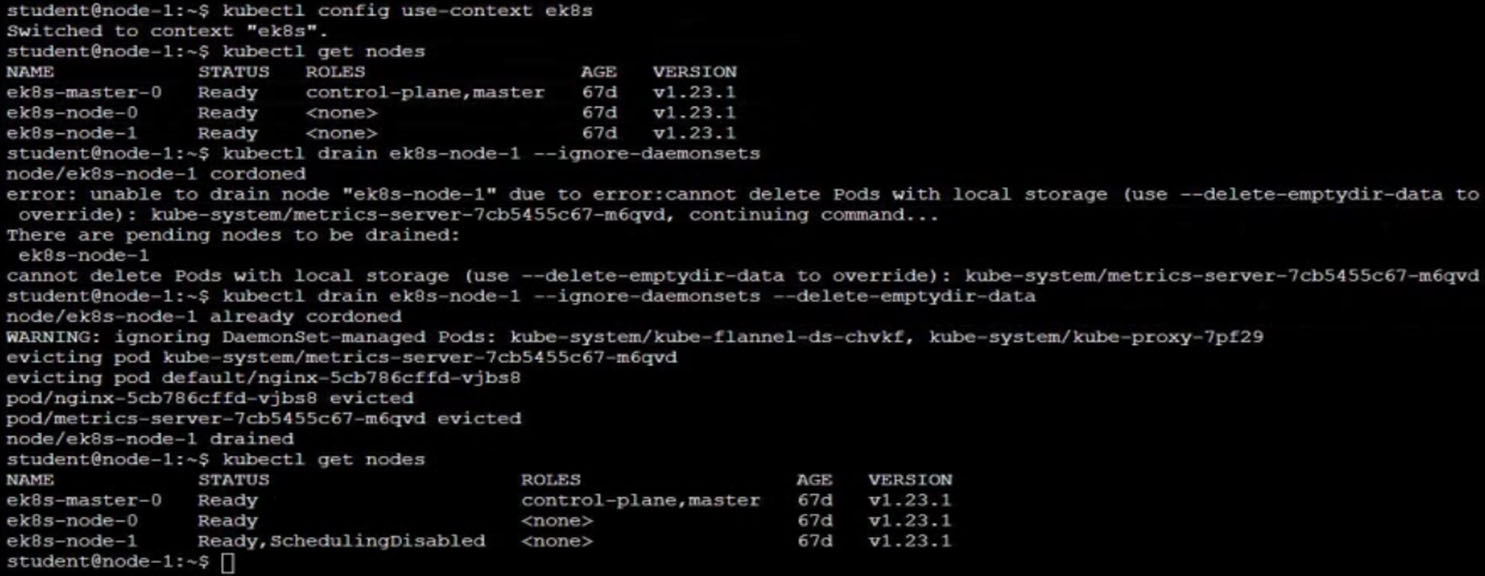 student@node-1:~$ kubectl config use-context ek8s
Switched to context "ek8s".
student@node-1:~$ kubectl get nodes
NAME STATUS ROLES AGE VERSION
ek8s-master-0 Ready control-plane,master 67d v1.23.1
ek8s-node-0 Ready <none> 67d v1.23.1
ek8s-node-1 Ready <none> 67d v1.23.1
student@node-1:~$ kubectl drain ek8s-node-1 --ignore-daemonsets
node/ek8s-node-1 cordoned
error: unable to drain node "ek8s-node-1" due to error:cannot delete Pods with local storage (use --delete-emptydir-data to
override): kube-system/metrics-server-7cb5455c67-m6qvd, continuing command...
There are pending nodes to be drained:
ek8s-node-1
cannot delete Pods with local storage (use --delete-emptydir-data to override): kube-system/metrics-server-7cb5455c67-m6qvd
student@node-1:~$ kubectl drain ek8s-node-1 --ignore-daemonsets --delete-emptydir-data
node/ek8s-node-1 already cordoned
WARNING: ignoring DaemonSet-managed Pods: kube-system/kube-flannel-ds-chvkf, kube-system/kube-proxy-7pf29
evicting pod kube-system/metrics-server-7cb5455c67-m6qvd
evicting pod default/nginx-5cb786cffd-vjbs8
pod/nginx-5cb786cffd-vjbs8 evicted
pod/metrics-server-7cb5455c67-m6qvd evicted
node/ek8s-node-1 drained
student@node-1:~$ kubectl get nodes
NAME STATUS ROLES AGE VERSION
ek8s-master-0 Ready control-plane,master 67d v1.23.1
ek8s-node-0 Ready <none> 67d v1.23.1
ek8s-node-1 Ready,SchedulingDisabled <none> 67d v1.23.1
student@node-1:~$